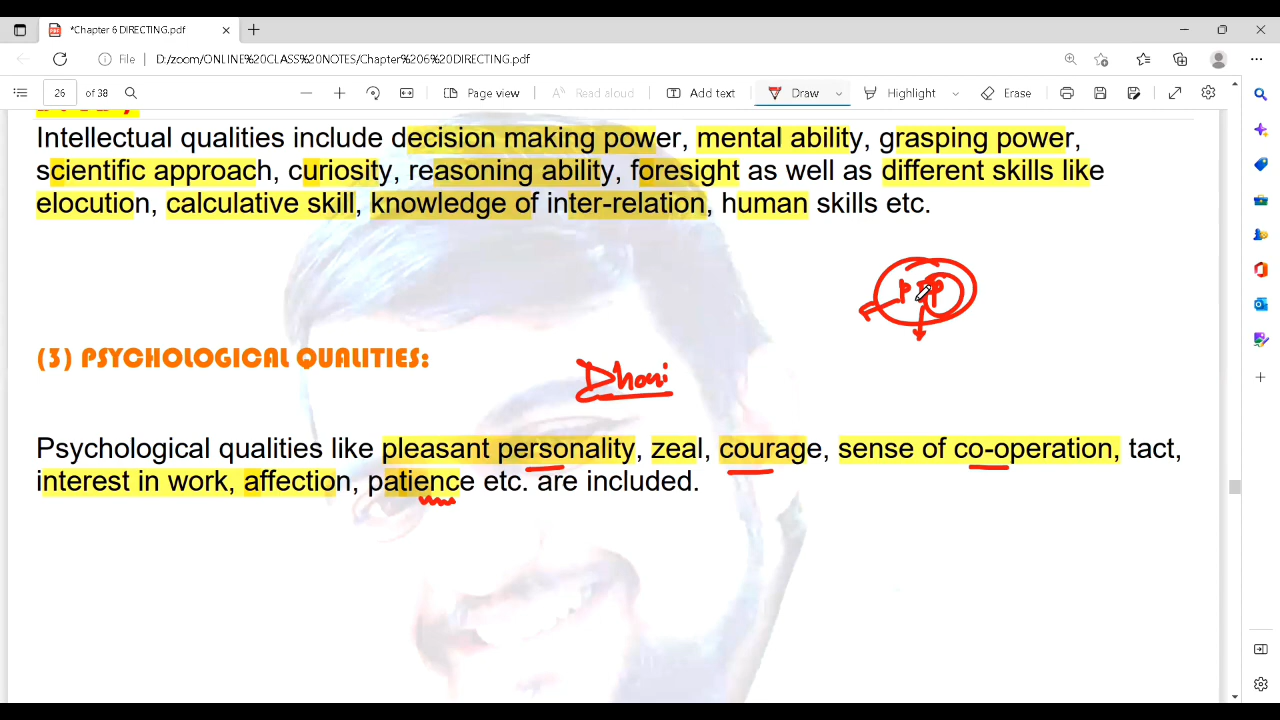 *Chapter 6 DIRECTING.pdf
File D:/zoom/ONLINE%20CLASS%20NOTES/Chapter%206%20DIRECTING.pdf
26 of 38 Page view Read aloud Add text Draw Highlight Erase
Intellectual qualities include decision making power, mental ability, grasping power,
scientific approach, curiosity, reasoning ability, foresight as well as different skills like
elocution, calculative skill, knowledge of inter-relation, human skills etc.
(3) PSYCHOLOGICAL QUALITIES:
Dhoni
Psychological qualities like pleasant personality, zeal, courage, sense of co-operation, tact,
interest in work, affection, patience etc. are included.